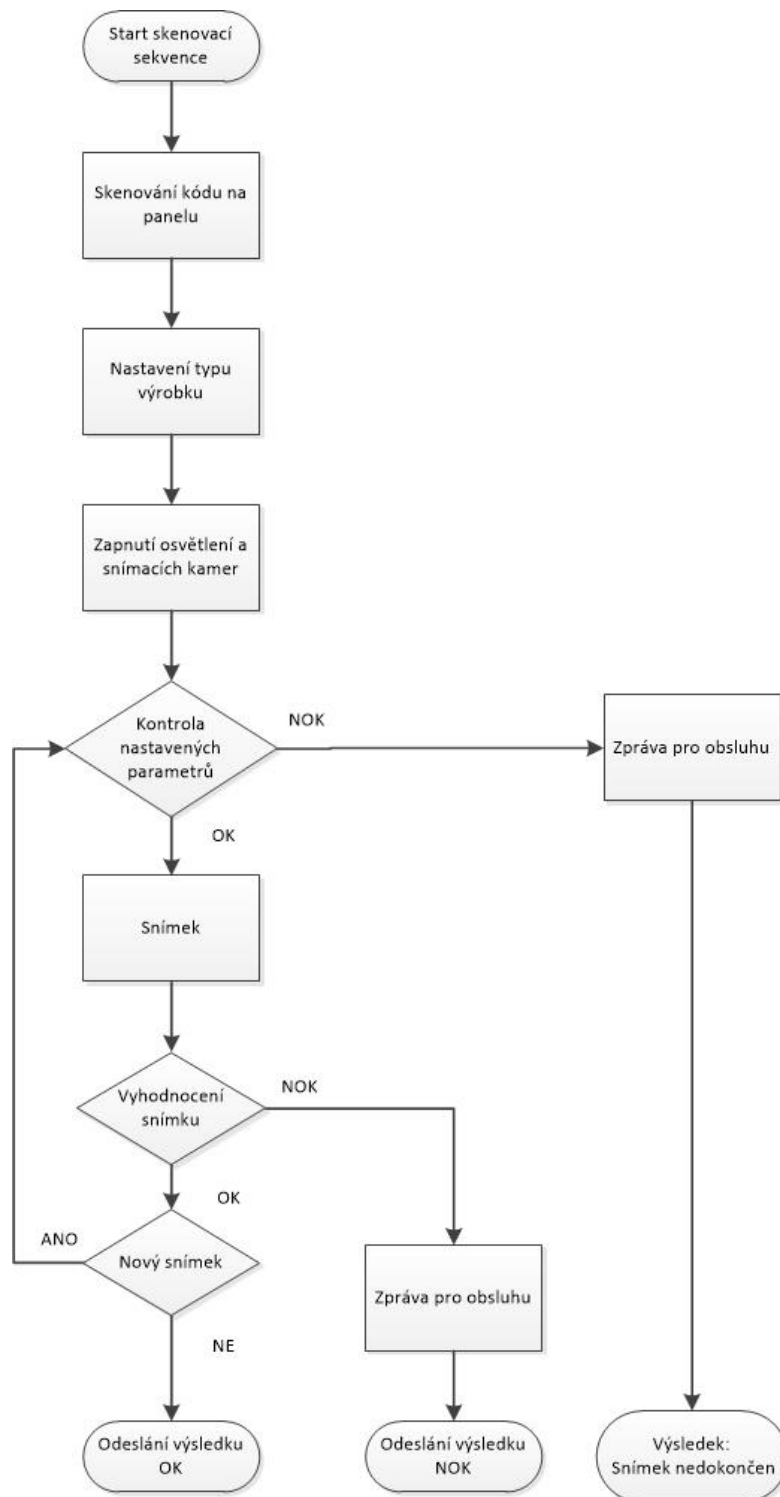 Start skenovací
sekvence
Skenování kódu na
panelu
Nastavení typu
výrobku
Zapnutí osvětlení a
snímacích kamer
Kontrola
nastavených
parametrů
NOK
Zpráva pro obsluhu
OK
Snímek
Vyhodnocení
snímku
NOK
OK
ANO
Nový snímek
Zpráva pro obsluhu
NE
Odeslání výsledku
OK
Odeslání výsledku
NOK
Výsledek:
Snímek nedokončen